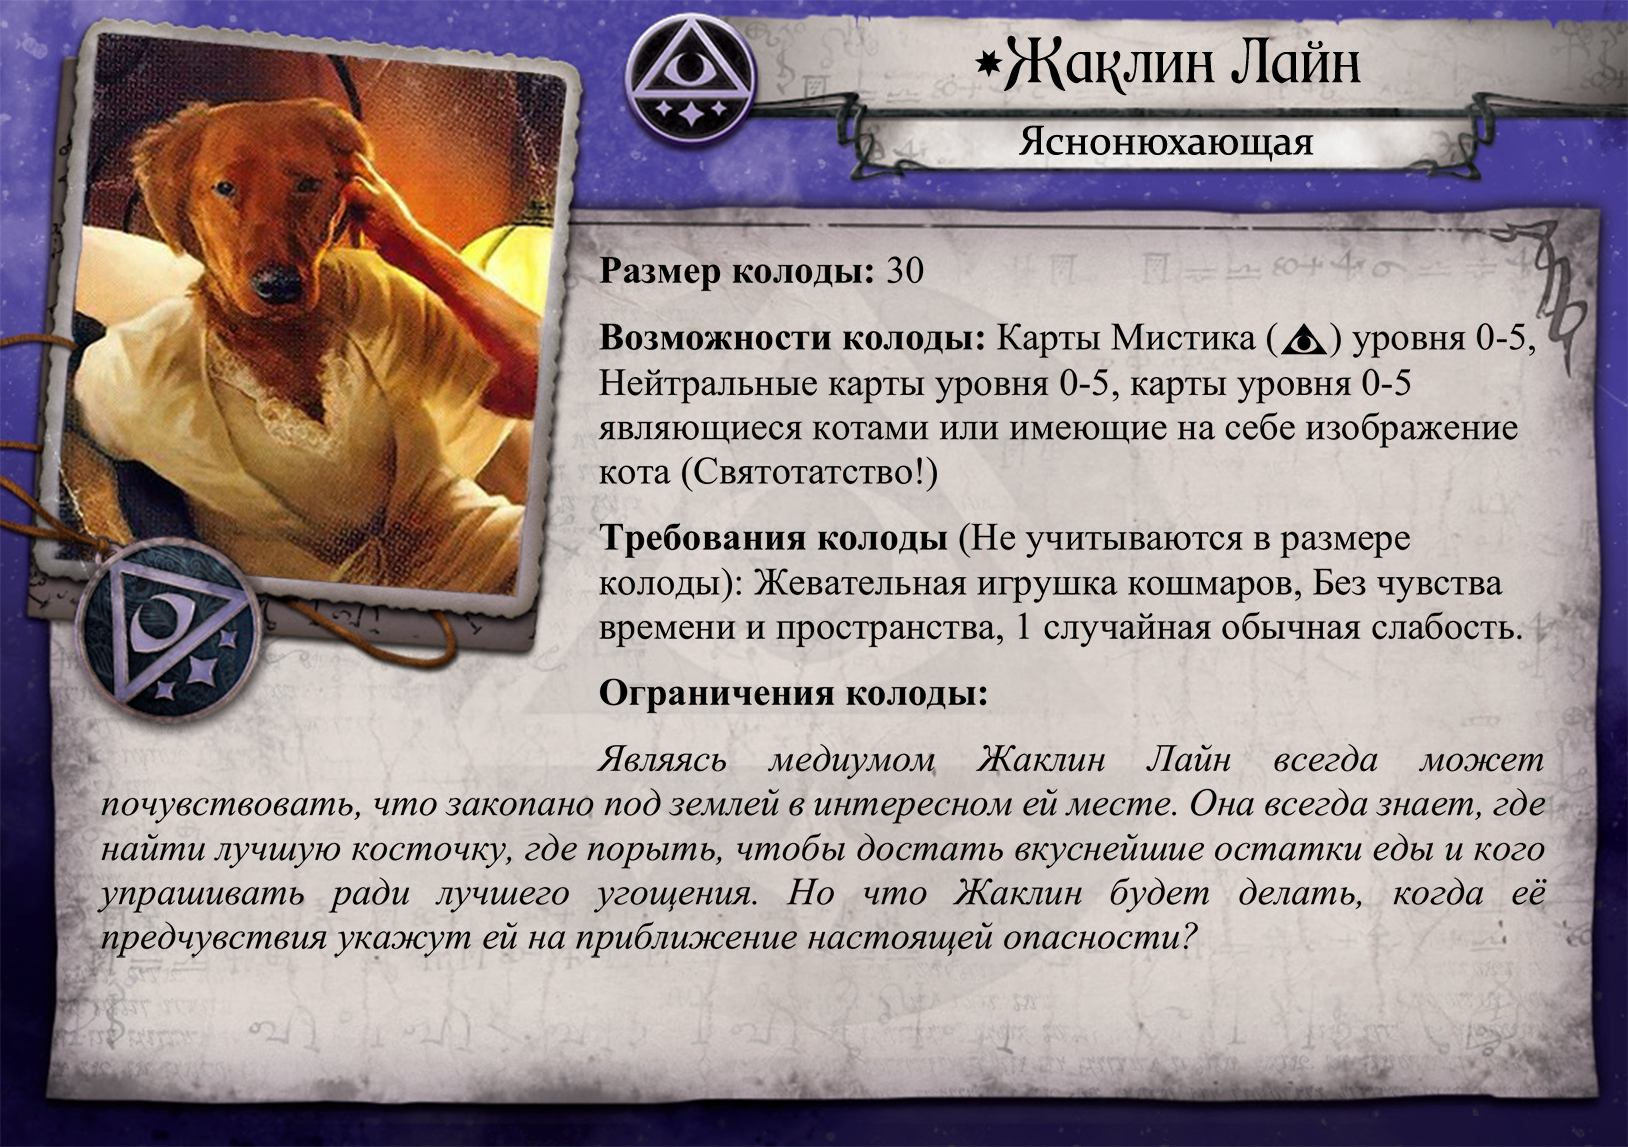 Жаклин Лайн
Яснонюхающая
Размер колоды: 30
Возможности колоды: Карты Мистика ( ) уровня 0-5,
Нейтральные карты уровня 0-5, карты уровня 0-5
являющиеся котами или имеющие на себе изображение
кота (Святотатство!)
Требования колоды (Не учитываются в размере
колоды): Жевательная игрушка кошмаров, Без чувства
времени и пространства, 1 случайная обычная слабость.
Ограничения колоды:
Являясь медиумом Жаклин Лайн всегда может
почувствовать, что закопано под землей в интересном ей месте. Она всегда знает, где
найти лучшую косточку, где порыть, чтобы достать вкуснейшие остатки еды и кого
упрашивать ради лучшего угощения. Но что Жаклин будет делать, когда её
предчувствия укажут ей на приближение настоящей опасности?